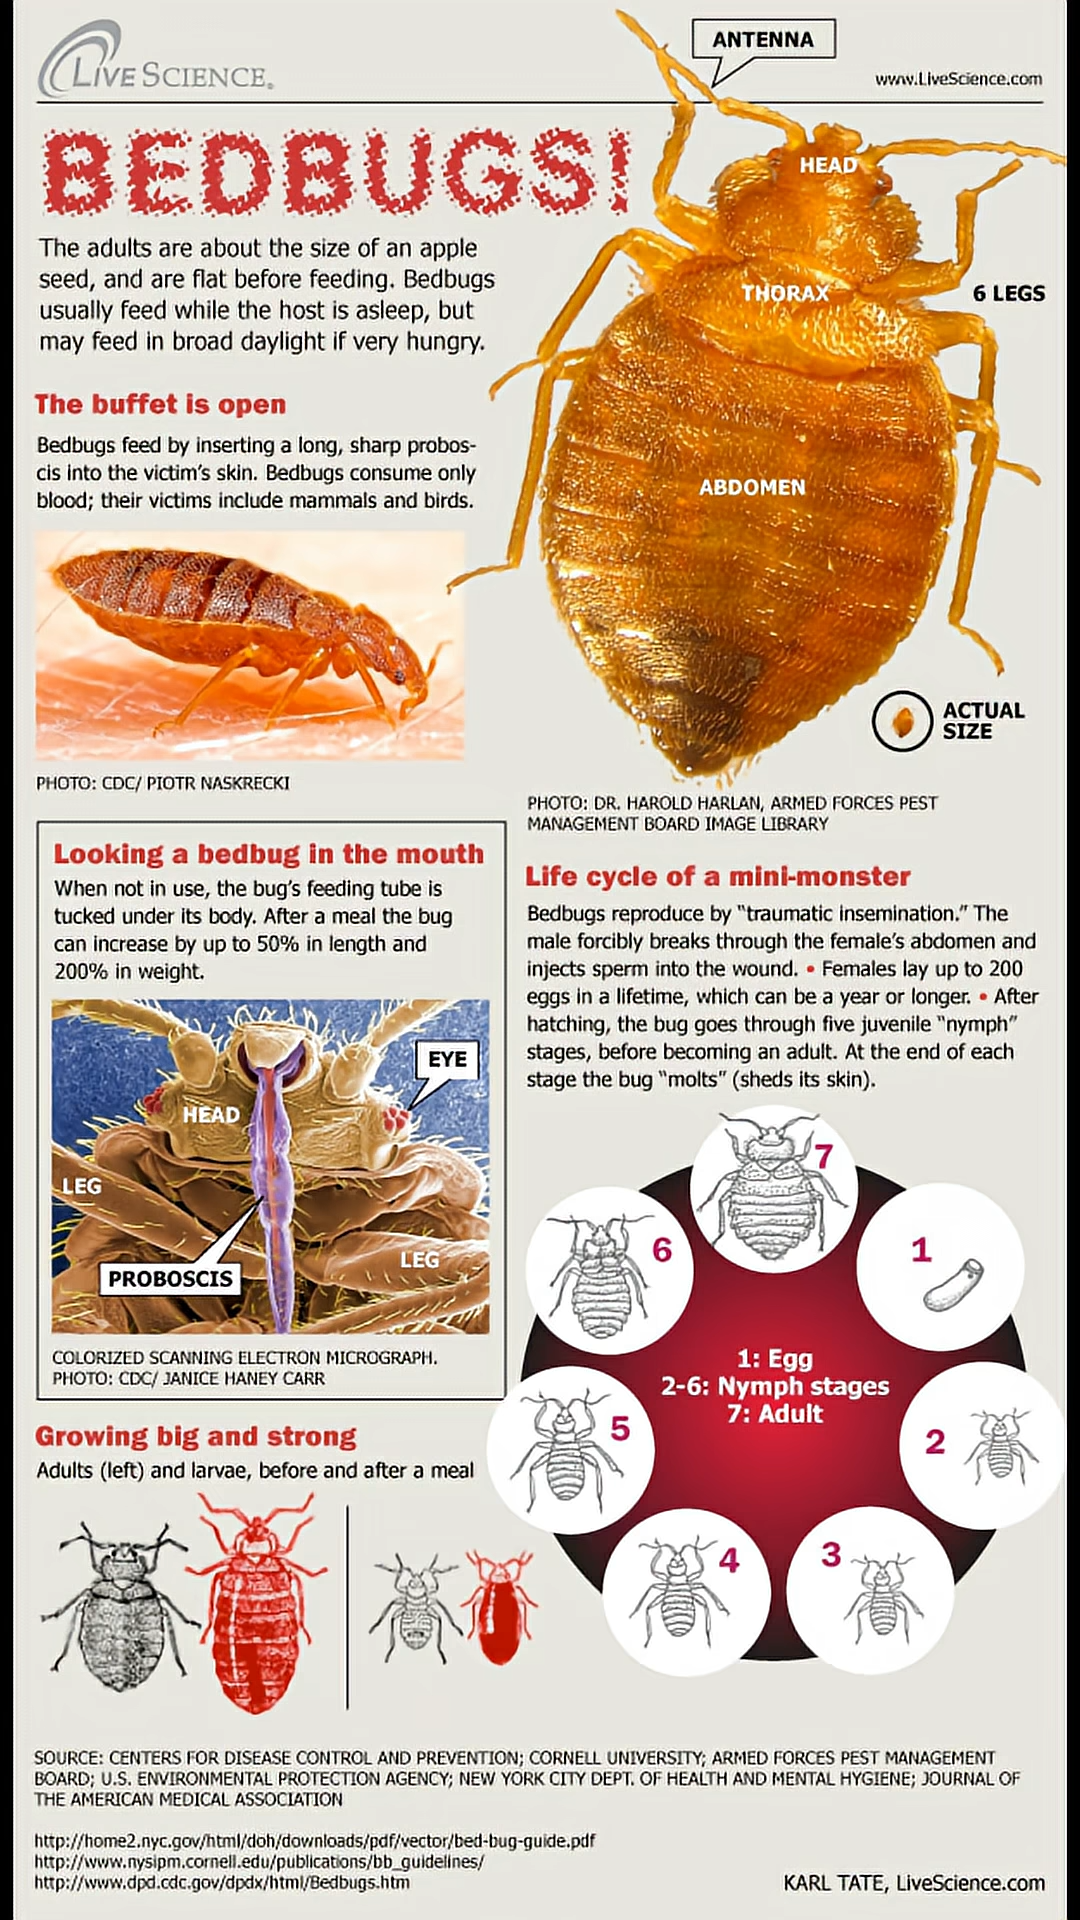 LIVESCIENCE®
ANTENNA
www.LiveScience.com
BEDBUGS!
HEAD
The adults are about the size of an apple
seed, and are flat before feeding. Bedbugs
usually feed while the host is asleep, but
may feed in broad daylight if very hungry.
THORAX
6 LEGS
The buffet is open
Bedbugs feed by inserting a long, sharp probos-
cis into the victim's skin. Bedbugs consume only
blood; their victims include mammals and birds.
ABDOMEN
ACTUAL
SIZE
PHOTO: CDC/ PIOTR NASKRECKI
PHOTO: DR. HAROLD HARLAN, ARMED FORCES PEST
MANAGEMENT BOARD IMAGE LIBRARY
Looking a bedbug in the mouth
When not in use, the bug's feeding tube is
tucked under its body. After a meal the bug
can increase by up to 50% in length and
200% in weight.
EYE
HEAD
LEG
LEG
PROBOSCIS
COLORIZED SCANNING ELECTRON MICROGRAPH.
PHOTO: CDC/ JANICE HANEY CARR
Life cycle of a mini-monster
Bedbugs reproduce by "traumatic insemination." The
male forcibly breaks through the female's abdomen and
injects sperm into the wound. • Females lay up to 200
eggs in a lifetime, which can be a year or longer. • After
hatching, the bug goes through five juvenile "nymph"
stages, before becoming an adult. At the end of each
stage the bug "molts" (sheds its skin).
7
6
1
1: Egg
2-6: Nymph stages
7: Adult
5
2
4
3
Growing big and strong
Adults (left) and larvae, before and after a meal
SOURCE: CENTERS FOR DISEASE CONTROL AND PREVENTION; CORNELL UNIVERSITY; ARMED FORCES PEST MANAGEMENT
BOARD; U.S. ENVIRONMENTAL PROTECTION AGENCY; NEW YORK CITY DEPT. OF HEALTH AND MENTAL HYGIENE; JOURNAL OF
THE AMERICAN MEDICAL ASSOCIATION
http://home2.nyc.gov/html/doh/downloads/pdf/vector/bed-bug-guide.pdf
http://www.nysipm.cornell.edu/publications/bb_guidelines/
http://www.dpd.cdc.gov/dpdx/html/Bedbugs.htm
KARL TATE, LiveScience.com